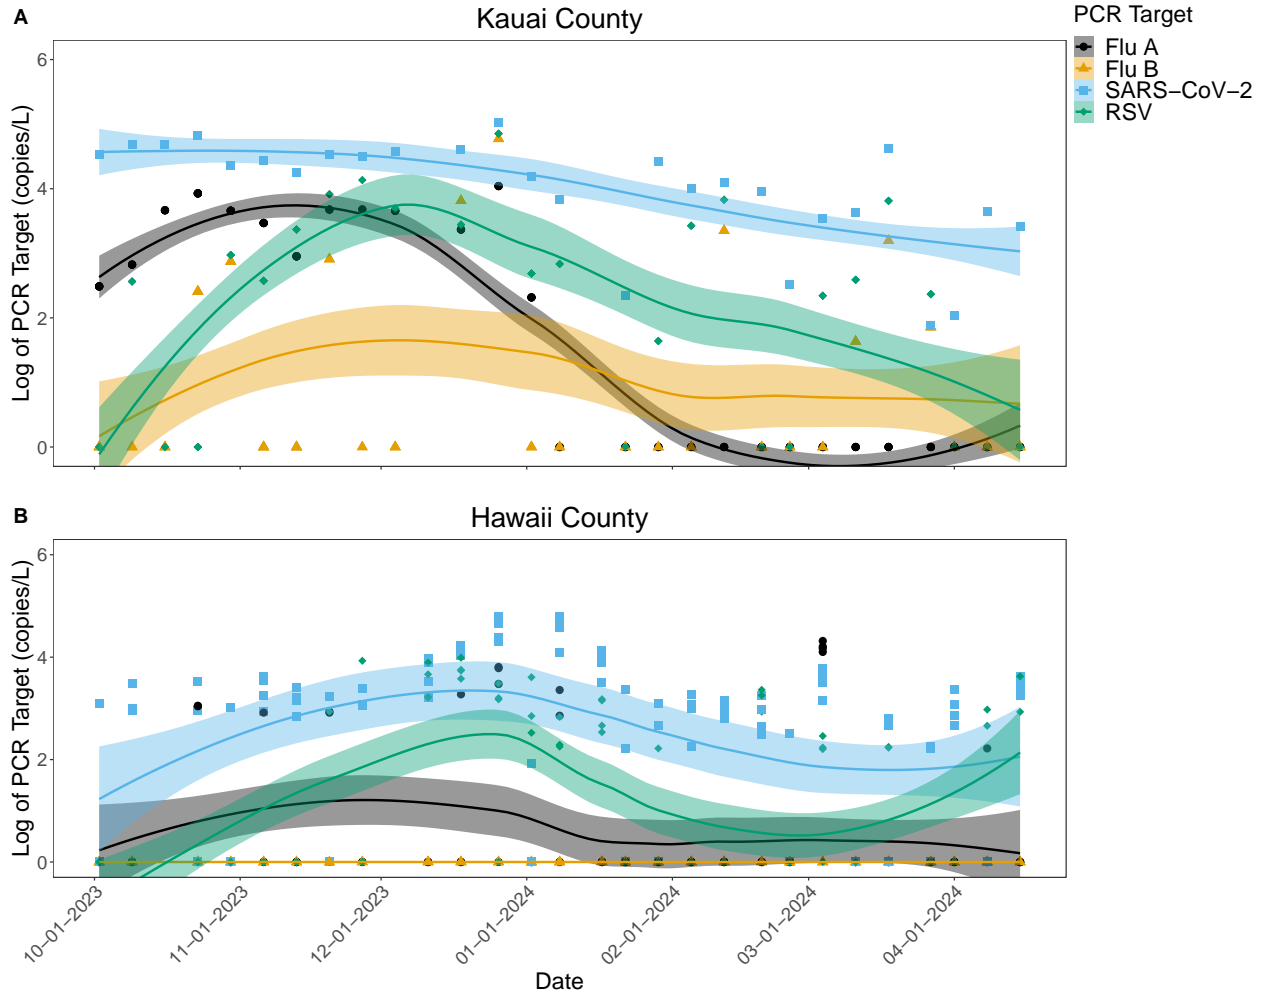 A
Kauai County
PCR Target
Flu A
Flu B
SARS−CoV−2
RSV
Log of PCR Target (copies/L)
6
4
2
0
B
Hawaii County
Log of PCR Target (copies/L)
6
4
2
0
10−01−2023
11−01−2023
12−01−2023
01−01−2024
02−01−2024
03−01−2024
04−01−2024
Date